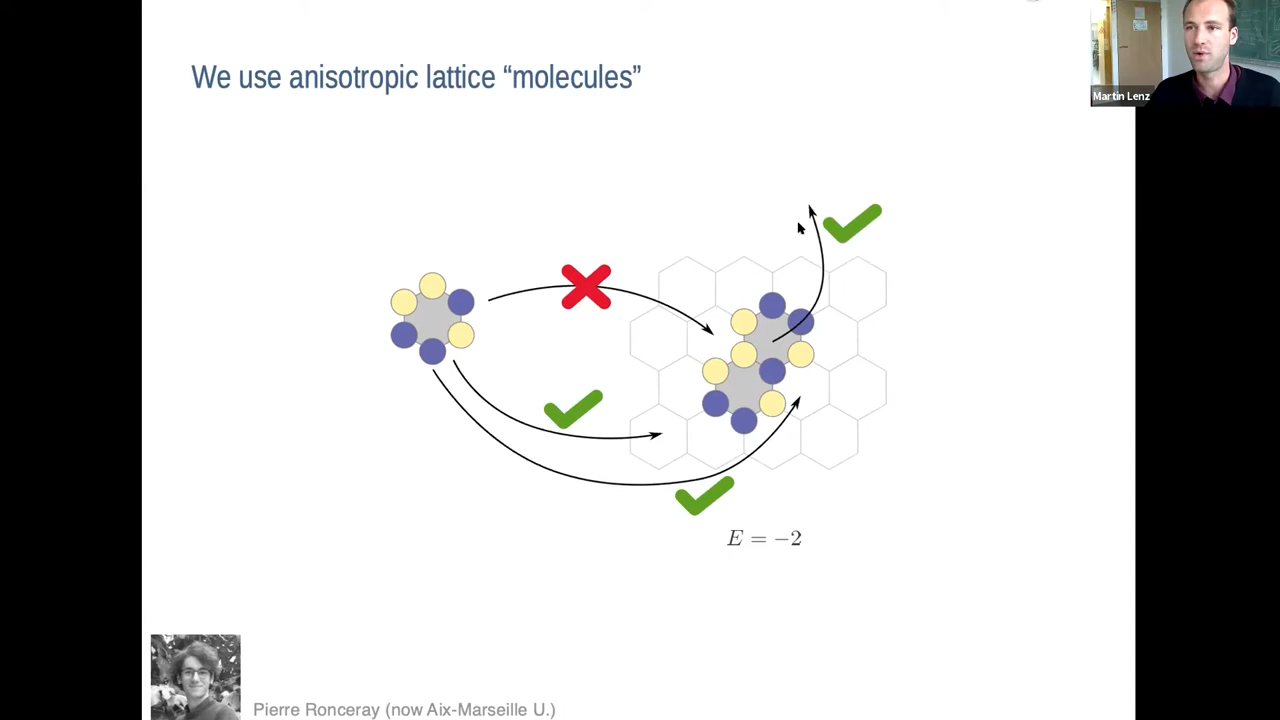 We use anisotropic lattice “molecules”
Martin Lenz
E = −2
Pierre Ronceray (now Aix-Marseille U.)